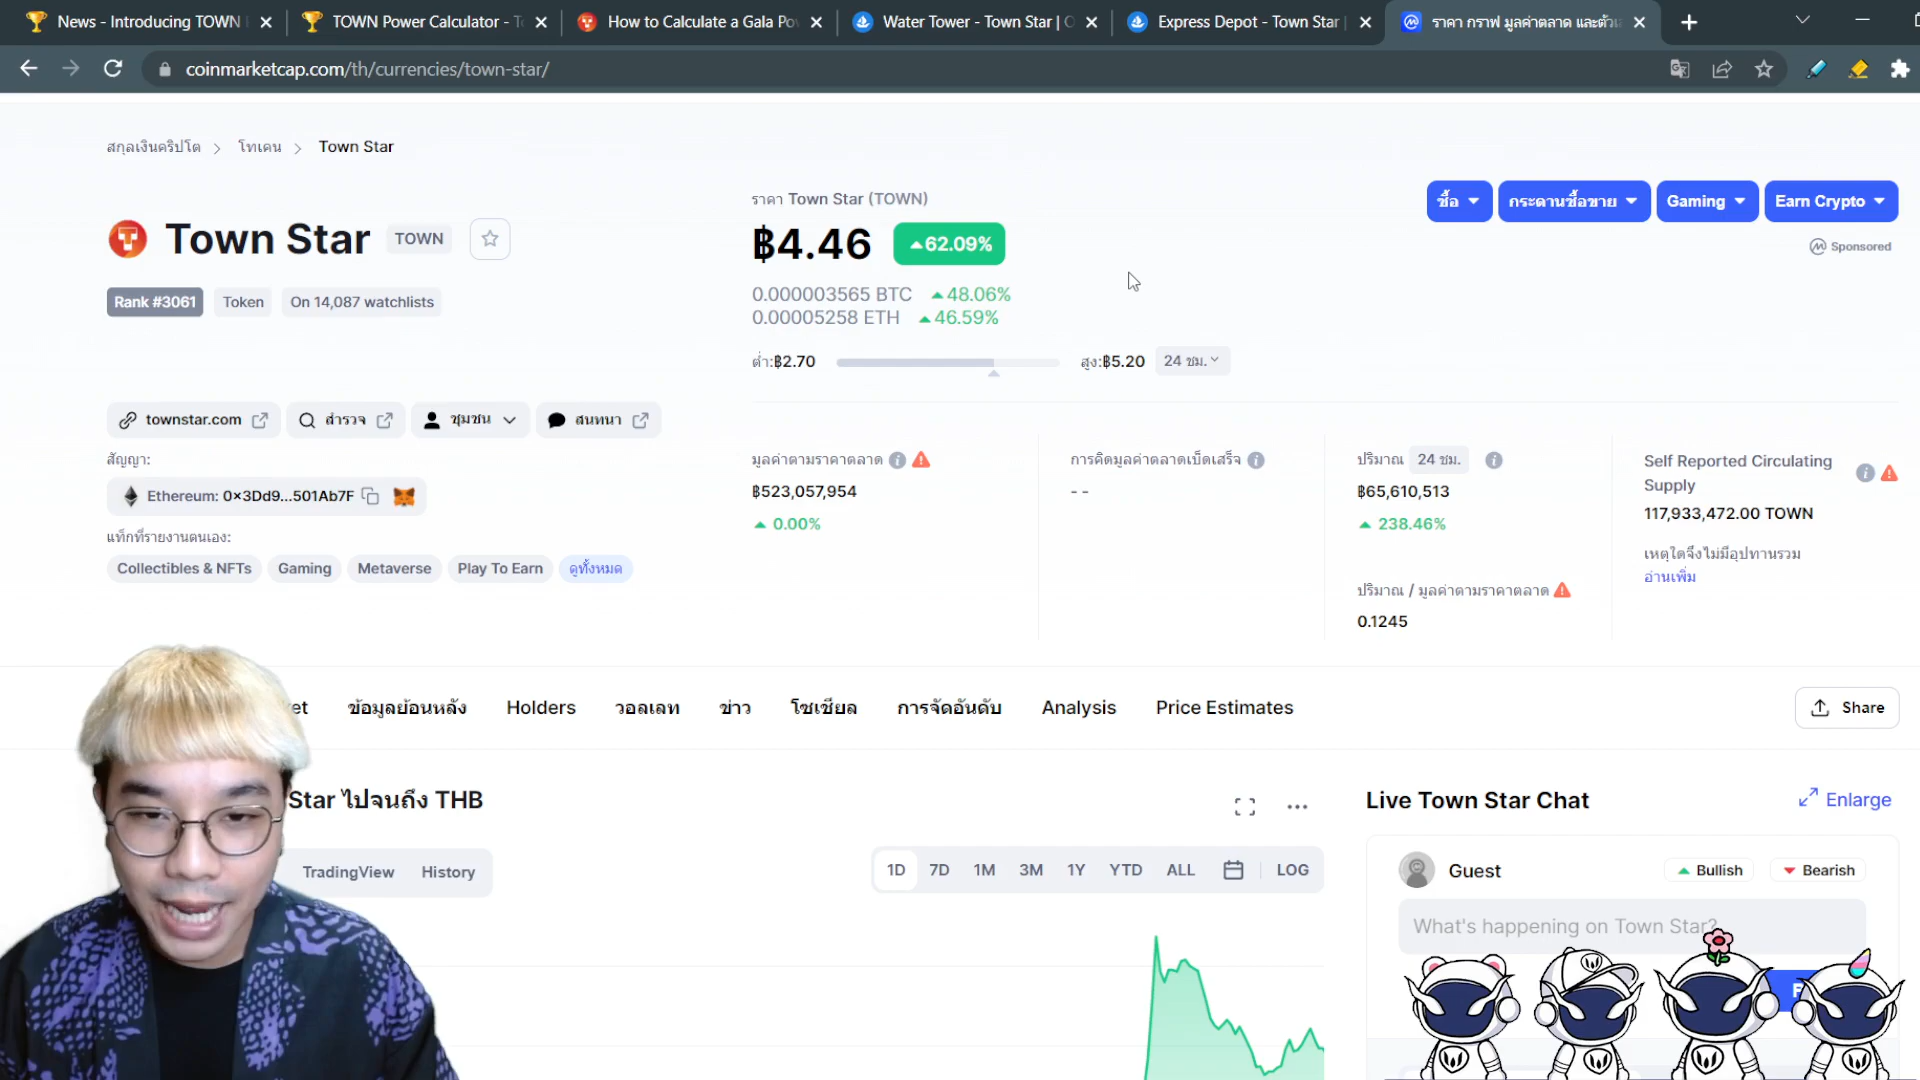 News - Introducing TOWN
TOWN Power Calculator - T
How to Calculate a Gala Po
Water Tower - Town Star | O
Express Depot - Town Star |
ราคา กราฟ มูลค่าตลาด และตัวเ
coinmarketcap.com/th/currencies/town-star/
สกุลเงินคริปโต
โทเคน
Town Star
Town Star
TOWN
Rank #3061
Token
On 14,087 watchlists
ราคา Town Star (TOWN)
฿4.46
62.09%
0.000003565 BTC
48.06%
0.00005258 ETH
46.59%
ต่ำ:฿2.70
สูง:฿5.20
24 ชม.
ซื้อ
กระดานซื้อขาย
Gaming
Earn Crypto
Sponsored
townstar.com
สำรวจ
ชุมชน
สนทนา
สัญญา:
Ethereum: 0x3Dd9...501Ab7F
แท็กที่รายงานตนเอง:
Collectibles & NFTs
Gaming
Metaverse
Play To Earn
ดูทั้งหมด
มูลค่าตามราคาตลาด
฿523,057,954
0.00%
การคิดมูลค่าตลาดเบ็ดเสร็จ
- -
ปริมาณ 24 ชม.
฿65,610,513
238.46%
ปริมาณ / มูลค่าตามราคาตลาด
0.1245
Self Reported Circulating
Supply
117,933,472.00 TOWN
เหตุใดจึงไม่มีอุปทานรวม
อ่านเพิ่ม
et
ข้อมูลย้อนหลัง
Holders
วอลเลท
ข่าว
โซเชียล
การจัดอันดับ
Analysis
Price Estimates
Share
Star ไปจนถึง THB
TradingView
History
1D
7D
1M
3M
1Y
YTD
ALL
LOG
Live Town Star Chat
Enlarge
Guest
Bullish
Bearish
What's happening on Town Star?